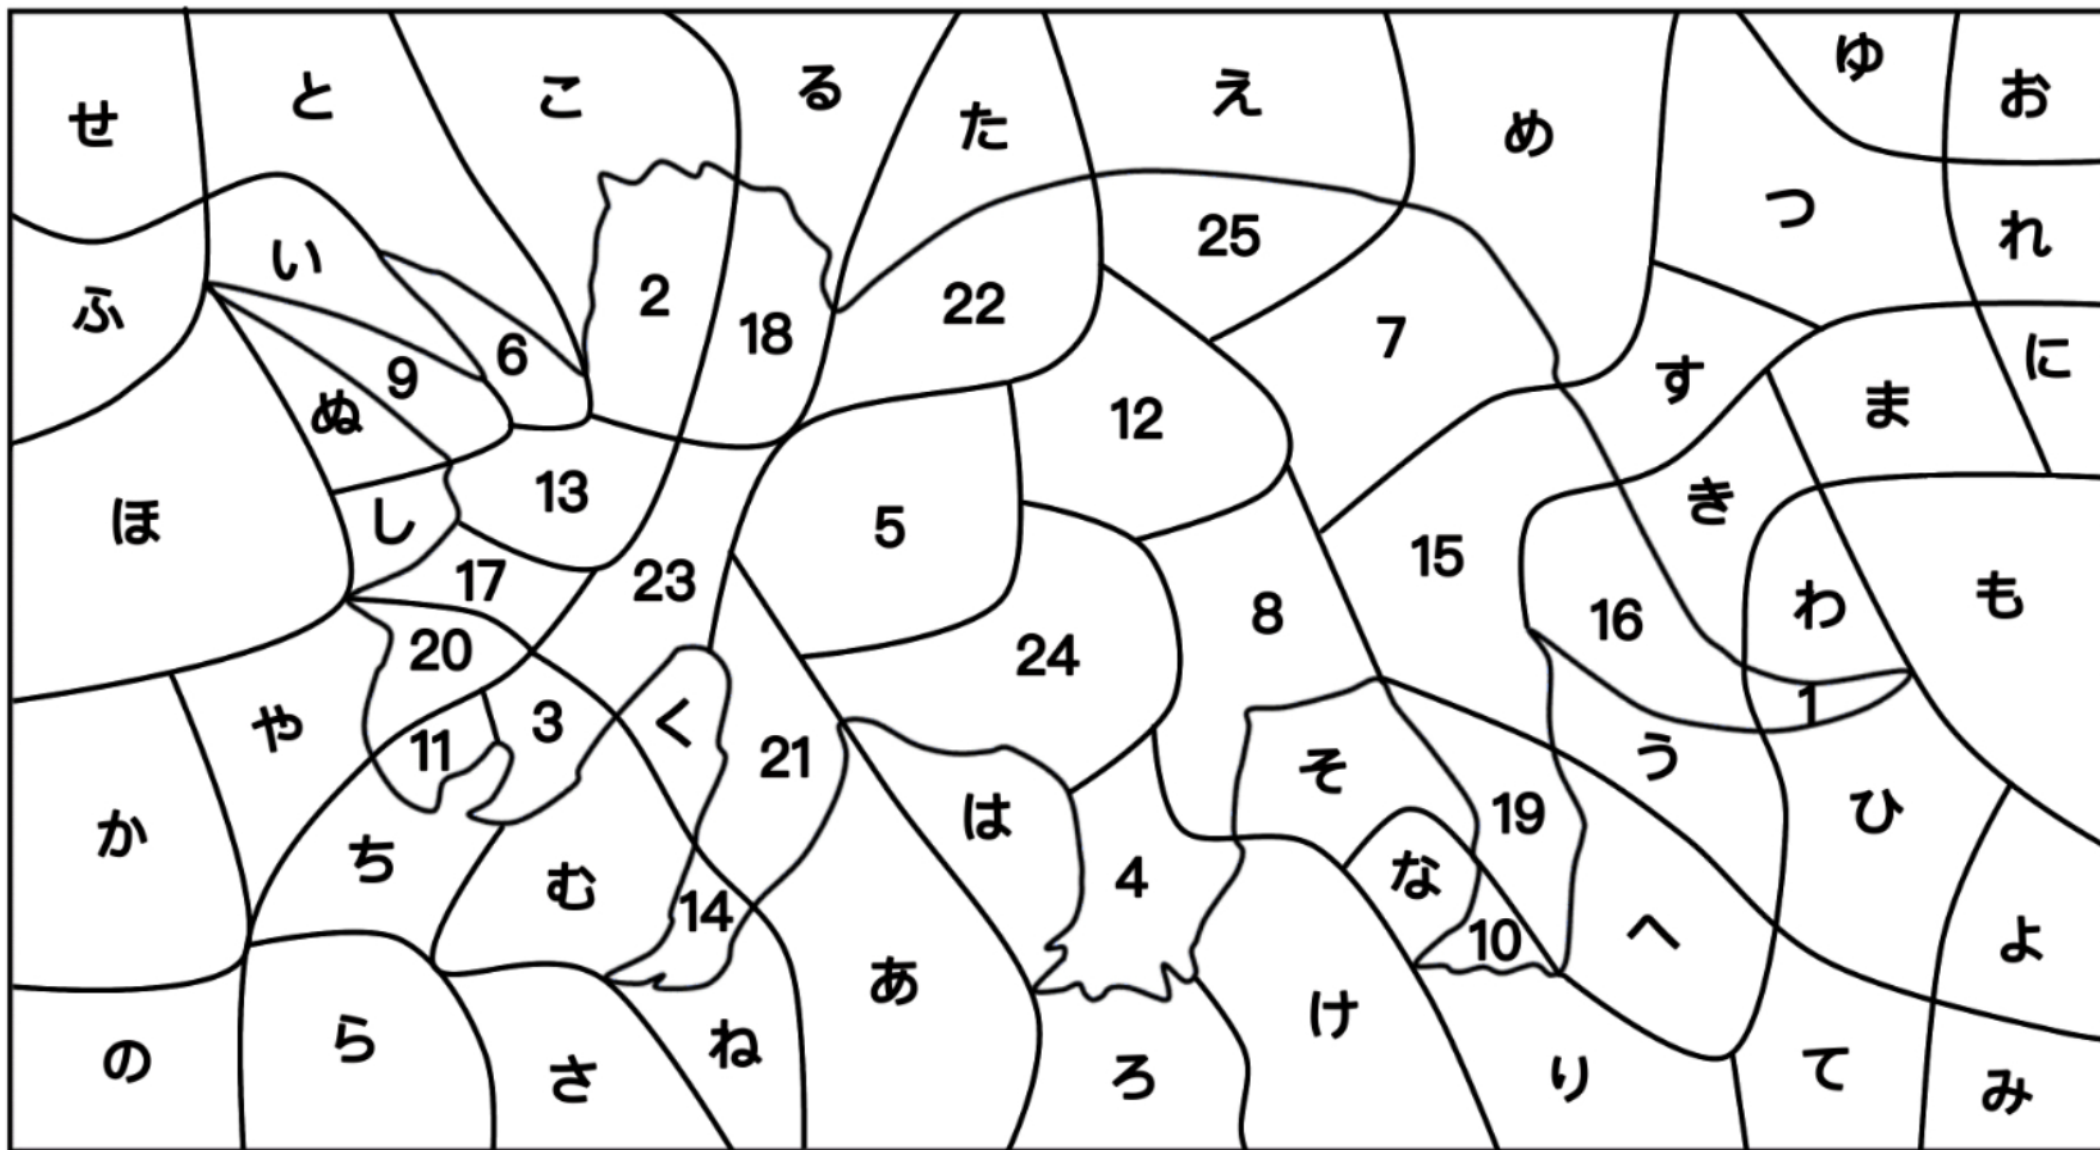 せ と こ る た え め ゆ お
ふ い 9 6 2 18 22 25 7 つ れ
ぬ 12 す ま に
ほ し 13 5 15 き
17 23 8 16 わ も
20 24 1
や 11 3 く 21 そ う
か ち は 19 ひ
む 14 4 な 10 へ よ
あ
の ら さ ね ろ け り て み